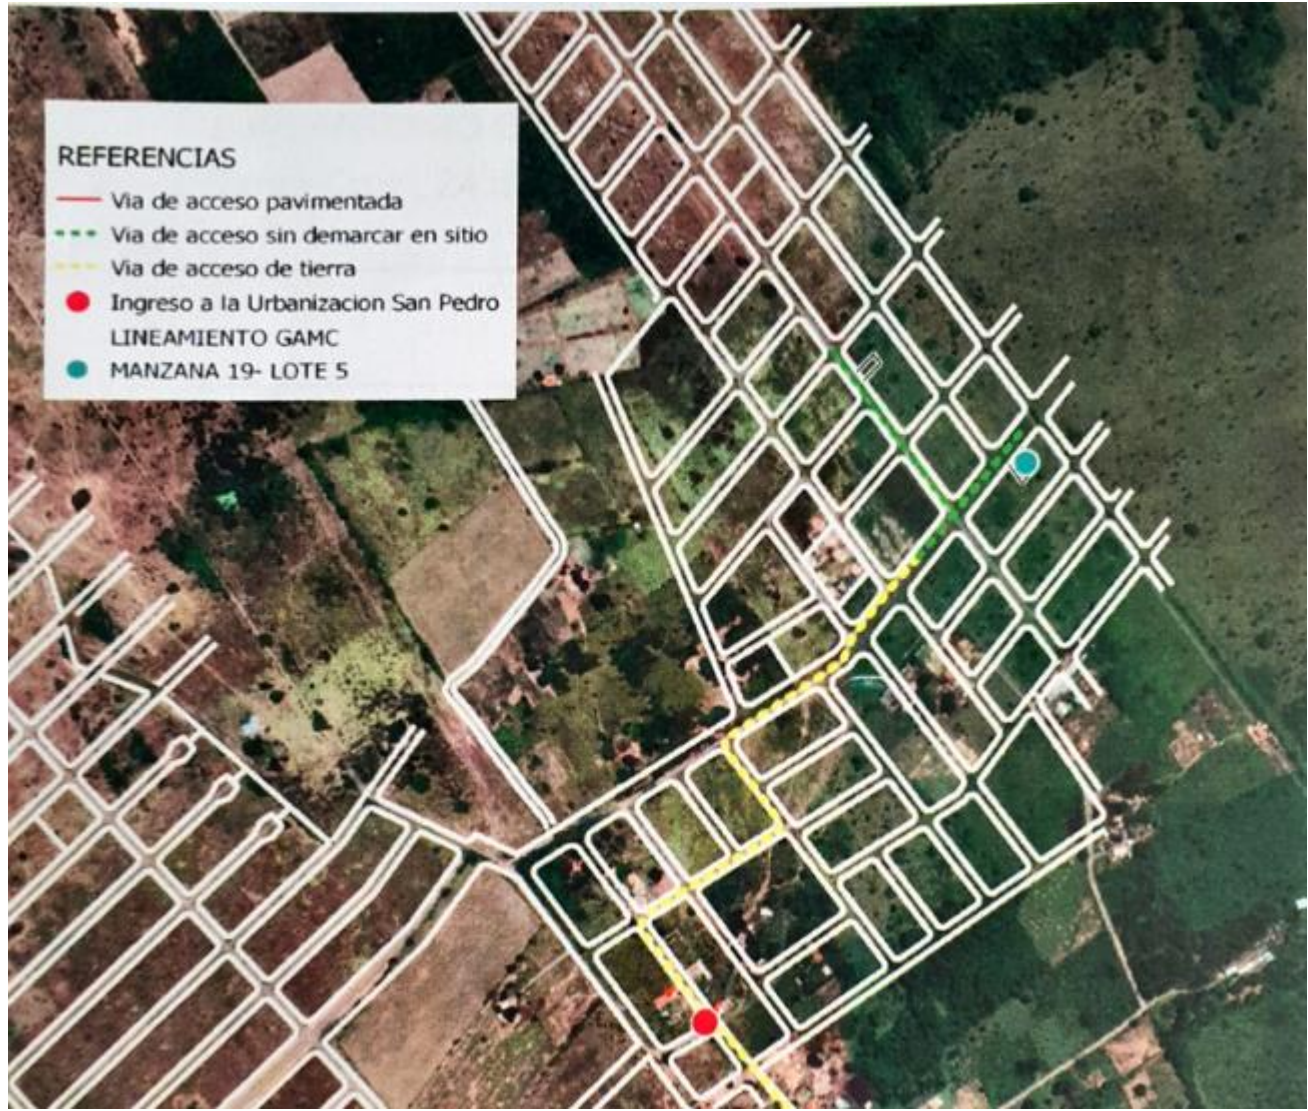 REFERENCIAS
Via de acceso pavimentada
Via de acceso sin demarcar en sitio
Via de acceso de tierra
Ingreso a la Urbanizacion San Pedro
LINEAMIENTO GAMC
MANZANA 19- LOTE 5